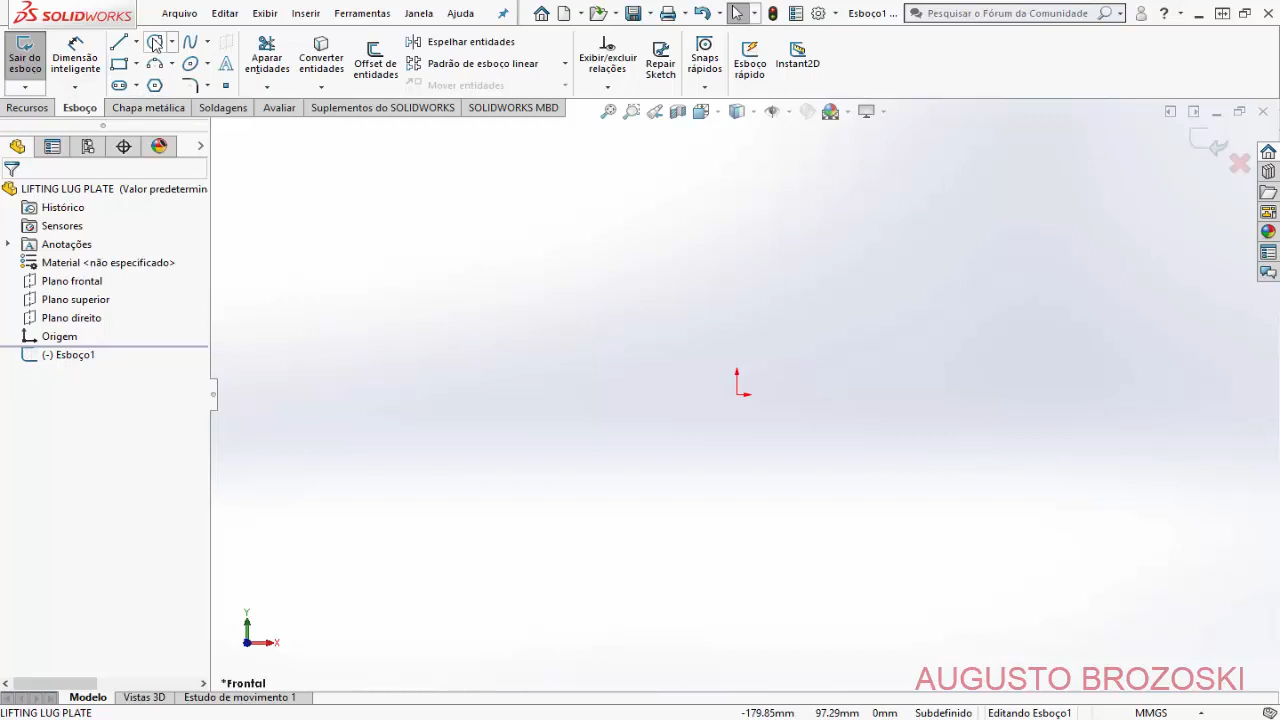 SOLIDWORKS
Arquivo
Editar
Exibir
Inserir
Ferramentas
Janela
Ajuda
Esboço1 ...
Pesquisar o Fórum da Comunidade
Sair do esboço
Dimensão inteligente
Aparar entidades
Converter entidades
Offset de entidades
Espelhar entidades
Padrão de esboço linear
Mover entidades
Exibir/excluir relações
Repair Sketch
Snaps rápidos
Esboço rápido
Instant2D
Recursos
Esboço
Chapa metálica
Soldagens
Avaliar
Suplementos do SOLIDWORKS
SOLIDWORKS MBD
LIFTING LUG PLATE (Valor predetermin
Histórico
Sensores
Anotações
Material <não especificado>
Plano frontal
Plano superior
Plano direito
Origem
(-) Esboço1
Y
X
*Frontal
AUGUSTO BROZOSKI
Modelo
Vistas 3D
Estudo de movimento 1
LIFTING LUG PLATE
-179.85mm
97.29mm
0mm
Subdefinido
Editando Esboço1
MMGS